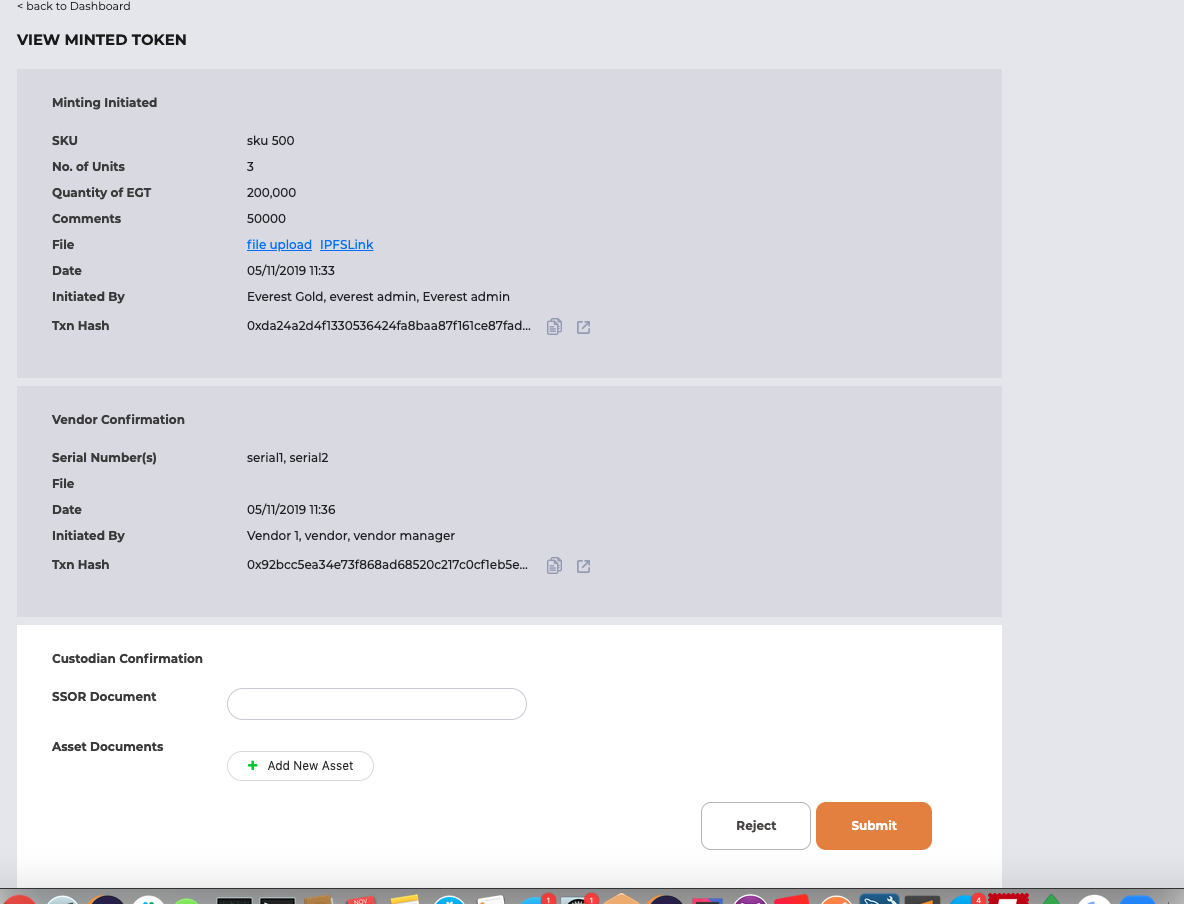 < back to Dashboard
VIEW MINTED TOKEN
Minting Initiated
SKU sku 500
No. of Units 3
Quantity of EGT 200,000
Comments 50000
File file upload IPFSLink
Date 05/11/2019 11:33
Initiated By Everest Gold, everest admin, Everest admin
Txn Hash 0xda24a2d4f1330536424fa8baa87f161ce87fad...
Vendor Confirmation
Serial Number(s) serial1, serial2
File
Date 05/11/2019 11:36
Initiated By Vendor 1, vendor, vendor manager
Txn Hash 0x92bcc5ea34e73f868ad68520c217c0cf1eb5e...
Custodian Confirmation
SSOR Document
Asset Documents
+ Add New Asset
Reject Submit
NOV 1 1 4